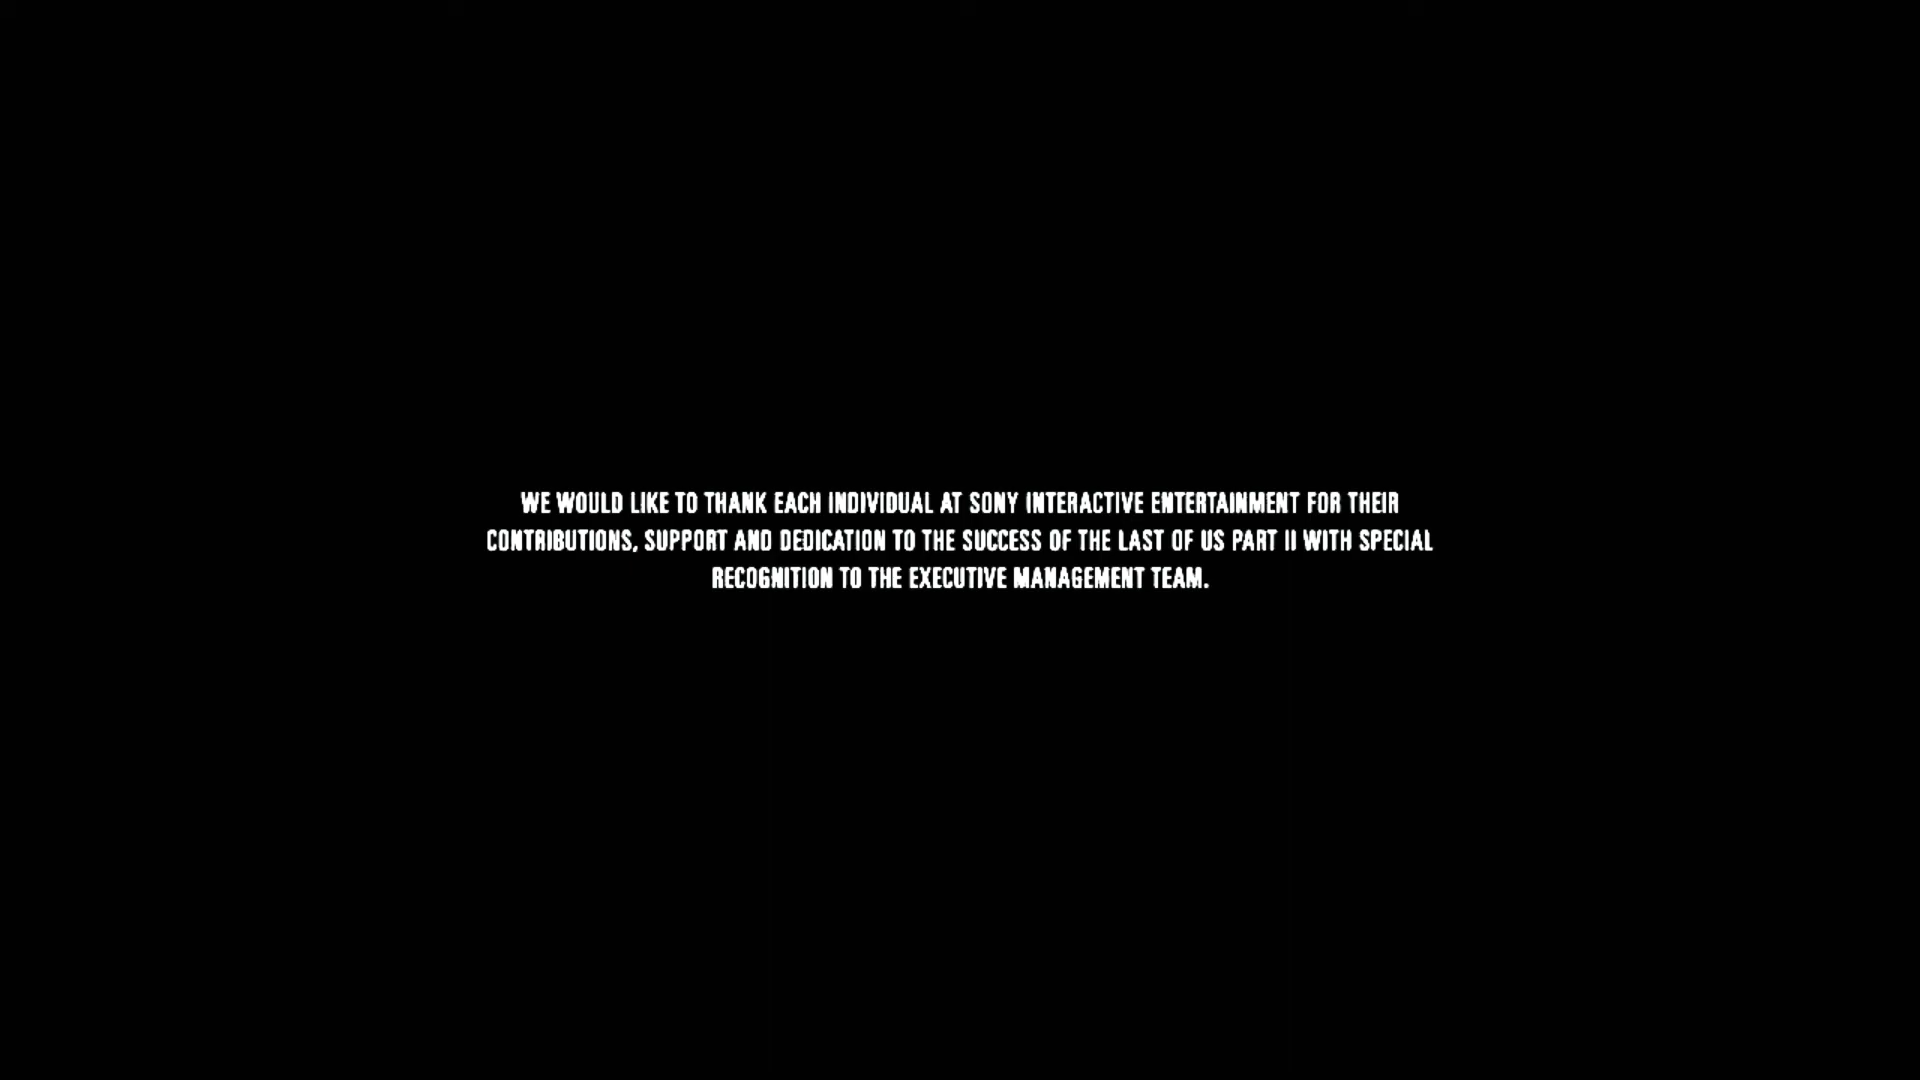 WE WOULD LIKE TO THANK EACH INDIVIDUAL AT SONY INTERACTIVE ENTERTAINMENT FOR THEIR
CONTRIBUTIONS, SUPPORT AND DEDICATION TO THE SUCCESS OF THE LAST OF US PART II WITH SPECIAL
RECOGNITION TO THE EXECUTIVE MANAGEMENT TEAM.